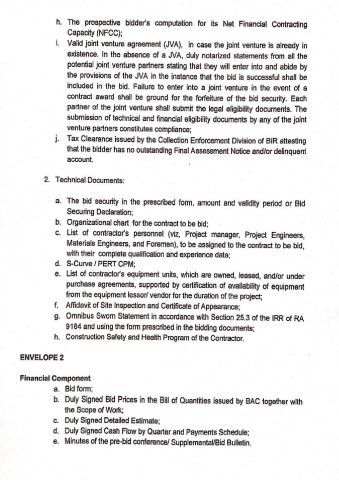 h. The prospective bidder's computation for its Net Financial Contracting
Capacity (NFCC);
i. Valid joint venture agreement (JVA), in case the joint venture is already in
existence. In the absence of a JVA, duly notarized statements from all the
potential joint venture partners stating that they will enter into and abide by
the provisions of the JVA in the instance that the bid is successful shall be
included in the bid. Failure to enter into a joint venture in the event of a
contract award shall be ground for the forfeiture of the bid security. Each
partner of the joint venture shall submit the legal eligibility documents. The
submission of technical and financial eligibility documents by any of the joint
venture partners constitutes compliance;
j. Tax Clearance issued by the Collection Enforcement Division of BIR attesting
that the bidder has no outstanding Final Assessment Notice and/or delinquent
account.
2. Technical Documents:
a. The bid security in the prescribed form, amount and validity period or Bid
Securing Declaration;
b. Organizational chart for the contract to be bid;
c. List of contractor's personnel (viz, Project manager, Project Engineers,
Materials Engineers, and Foremen), to be assigned to the contract to be bid,
with their complete qualification and experience data;
d. S-Curve / PERT CPM;
e. List of contractor's equipment units, which are owned, leased, and/or under
purchase agreements, supported by certification of availability of equipment
from the equipment lessor/ vendor for the duration of the project;
f. Affidavit of Site Inspection and Certificate of Appearance;
g. Omnibus Sworn Statement in accordance with Section 25.3 of the IRR of RA
9184 and using the form prescribed in the bidding documents;
h. Construction Safety and Health Program of the Contractor.
ENVELOPE 2
Financial Component
a. Bid form;
b. Duly Signed Bid Prices in the Bill of Quantities issued by BAC together with
the Scope of Work;
c. Duly Signed Detailed Estimate;
d. Duly Signed Cash Flow by Quarter and Payments Schedule;
e. Minutes of the pre-bid conference/ Supplemental/Bid Bulletin.